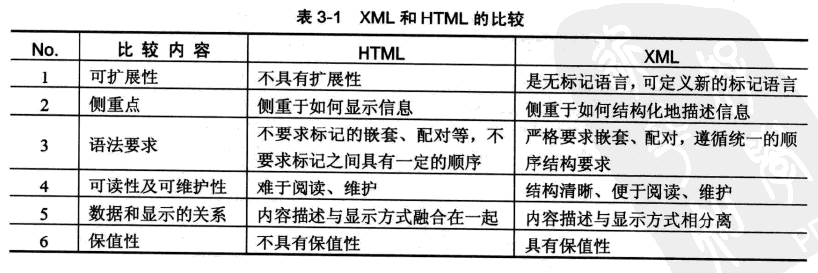 表 3-1 XML 和 HTML 的比较
No. 比较内容 HTML XML
1 可扩展性 不具有扩展性 是无标记语言，可定义新的标记语言
2 侧重点 侧重于如何显示信息 侧重于如何结构化地描述信息
3 语法要求 不要求标记的嵌套、配对等，不 严格要求嵌套、配对，遵循统一的顺
要求标记之间具有一定的顺序 序结构要求
4 可读性及可维护性 难于阅读、维护 结构清晰、便于阅读、维护
5 数据和显示的关系 内容描述与显示方式融合在一起 内容描述与显示方式相分离
6 保值性 不具有保值性 具有保值性